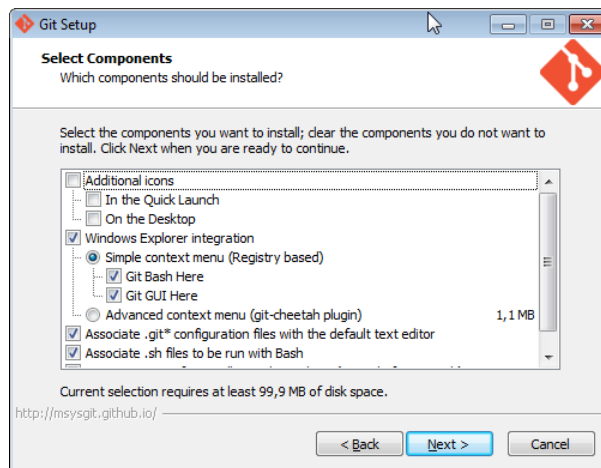 Git Setup
Select Components
Which components should be installed?
Select the components you want to install; clear the components you do not want to
install. Click Next when you are ready to continue.
Additional icons
In the Quick Launch
On the Desktop
Windows Explorer integration
Simple context menu (Registry based)
Git Bash Here
Git GUI Here
Advanced context menu (git-cheetah plugin) 1,1 MB
Associate .git* configuration files with the default text editor
Associate .sh files to be run with Bash
Current selection requires at least 99,9 MB of disk space.
http://msysgit.github.io/
< Back Next > Cancel